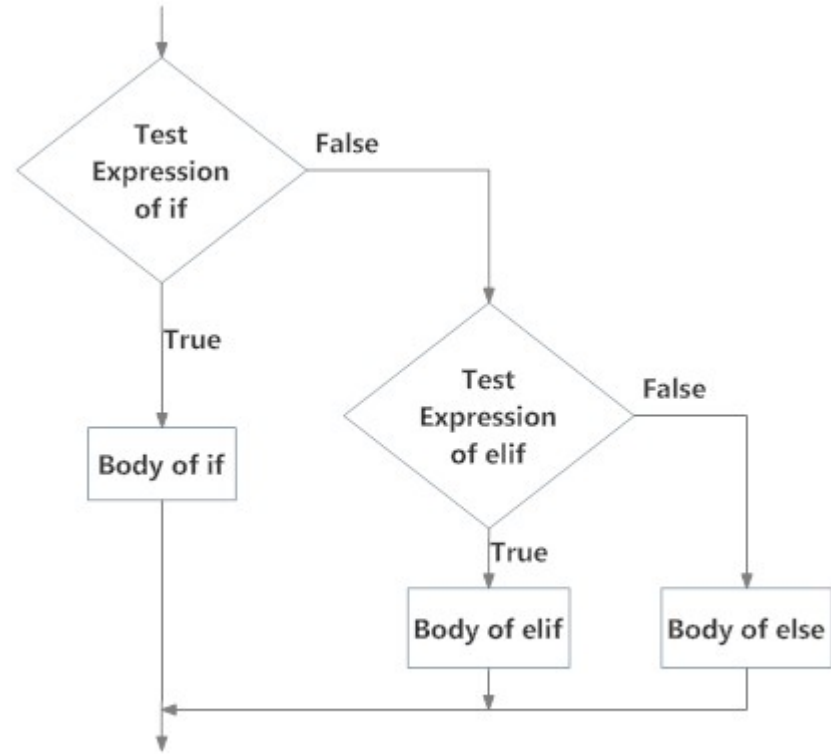 Test
Expression
of if
False
True
Body of if
Test
Expression
of elif
False
True
Body of elif
Body of else